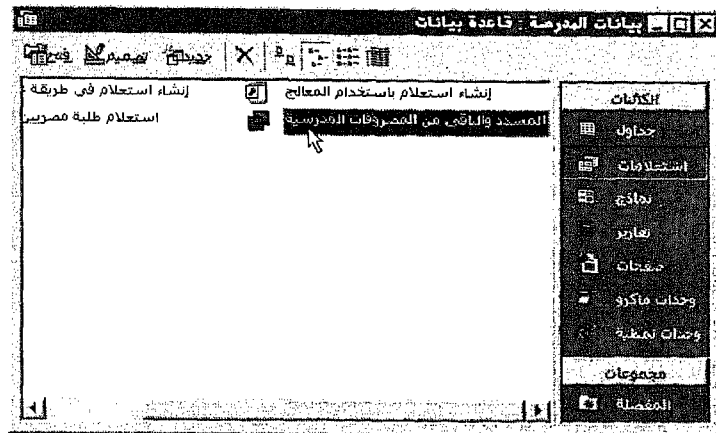 بيانات المدرسة : قاعدة بيانات
فتح تصميم جديد
الكائنات
جداول
استعلامات
نماذج
تقارير
صفحات
وحدات ماكرو
وحدات نمطية
مجموعات
المفضلة
إنشاء استعلام باستخدام المعالج
المسدد والباقى من المصروفات المدرسية
إنشاء استعلام في طريقة
استعلام طلبة مصريين